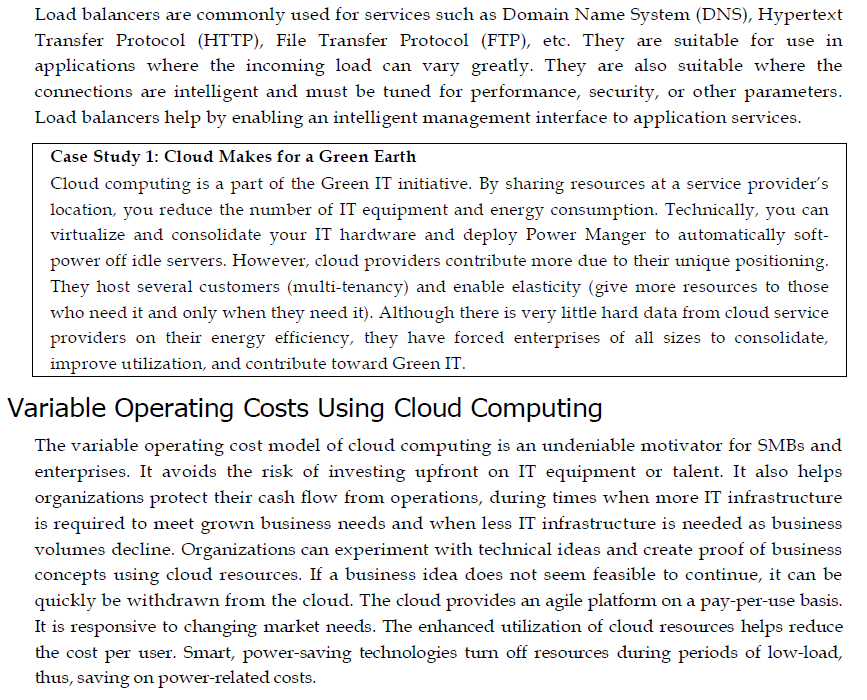 Load balancers are commonly used for services such as Domain Name System (DNS), Hypertext
Transfer Protocol (HTTP), File Transfer Protocol (FTP), etc. They are suitable for use in
applications where the incoming load can vary greatly. They are also suitable where the
connections are intelligent and must be tuned for performance, security, or other parameters.
Load balancers help by enabling an intelligent management interface to application services.
Case Study 1: Cloud Makes for a Green Earth
Cloud computing is a part of the Green IT initiative. By sharing resources at a service provider's
location, you reduce the number of IT equipment and energy consumption. Technically, you can
virtualize and consolidate your IT hardware and deploy Power Manger to automatically soft-
power off idle servers. However, cloud providers contribute more due to their unique positioning.
They host several customers (multi-tenancy) and enable elasticity (give more resources to those
who need it and only when they need it). Although there is very little hard data from cloud service
providers on their energy efficiency, they have forced enterprises of all sizes to consolidate,
improve utilization, and contribute toward Green IT.
Variable Operating Costs Using Cloud Computing
The variable operating cost model of cloud computing is an undeniable motivator for SMBs and
enterprises. It avoids the risk of investing upfront on IT equipment or talent. It also helps
organizations protect their cash flow from operations, during times when more IT infrastructure
is required to meet grown business needs and when less IT infrastructure is needed as business
volumes decline. Organizations can experiment with technical ideas and create proof of business
concepts using cloud resources. If a business idea does not seem feasible to continue, it can be
quickly be withdrawn from the cloud. The cloud provides an agile platform on a pay-per-use basis.
It is responsive to changing market needs. The enhanced utilization of cloud resources helps reduce
the cost per user. Smart, power-saving technologies turn off resources during periods of low-load,
thus, saving on power-related costs.